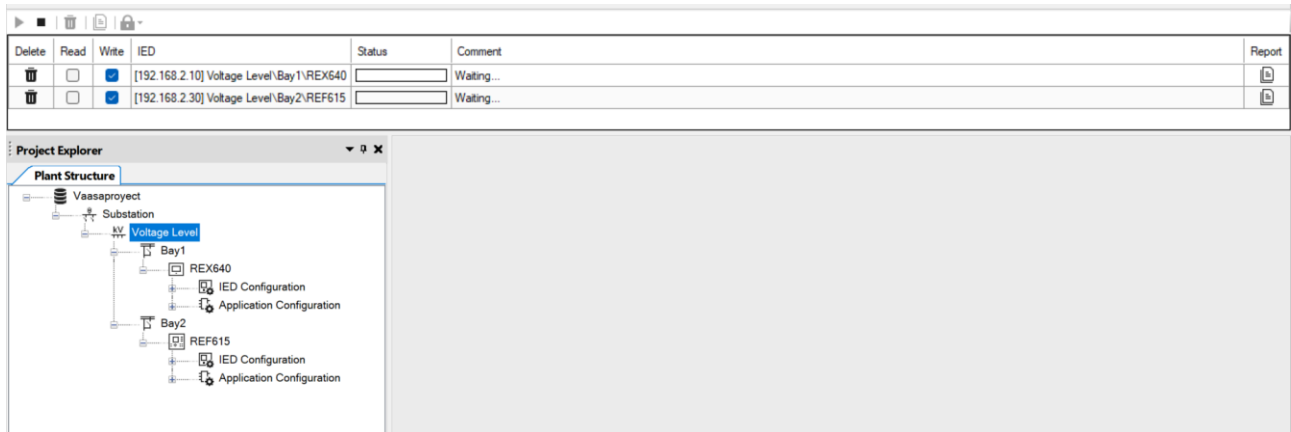 Delete Read Write IED Status Comment Report
[192.168.2.10] Voltage Level\Bay1\REX640 Waiting...
[192.168.2.30] Voltage Level\Bay2\REF615 Waiting...
Project Explorer
Plant Structure
Vaasaproyect
Substation
kV Voltage Level
Bay1
REX640
IED Configuration
Application Configuration
Bay2
REF615
IED Configuration
Application Configuration